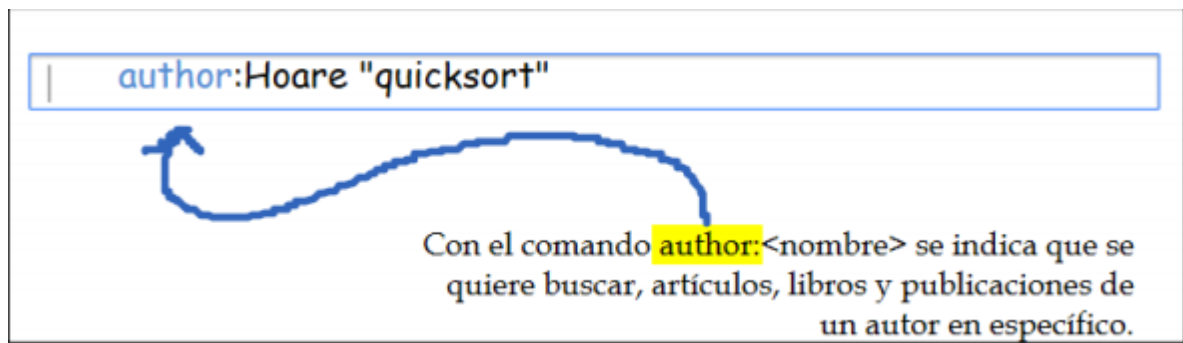 author:Hoare "quicksort"
Con el comando author:<nombre> se indica que se
quiere buscar, artículos, libros y publicaciones de
un autor en específico.